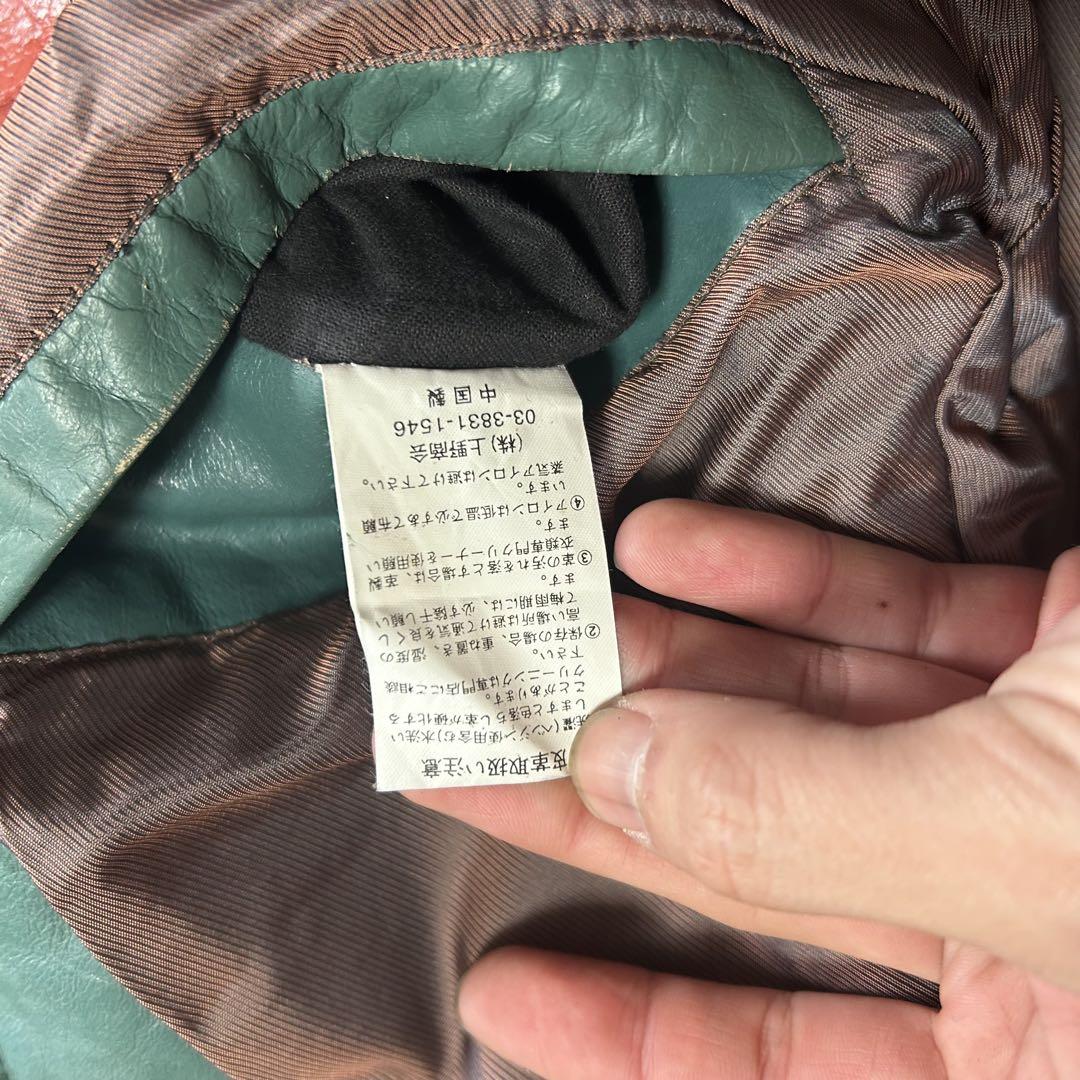 皮革取扱い注意
洗濯(ベンジン使用含む)水洗い
しますと色落ちし革が硬化する
ことがあります。
クリーニングは専門店にご相談
下さい。
②保存の場合、重ね置き、湿度の
高い場所は避けて通気を良くし
て梅雨期には、必ず陰干し願い
ます。
③革の汚れを落とす場合は、革製
衣類専門クリーナーを使用願い
ます。
④アイロンは低温で必ずあて布願
います。
蒸気アイロンは避けて下さい。
(株)上野商会
03-3831-1546
中国製